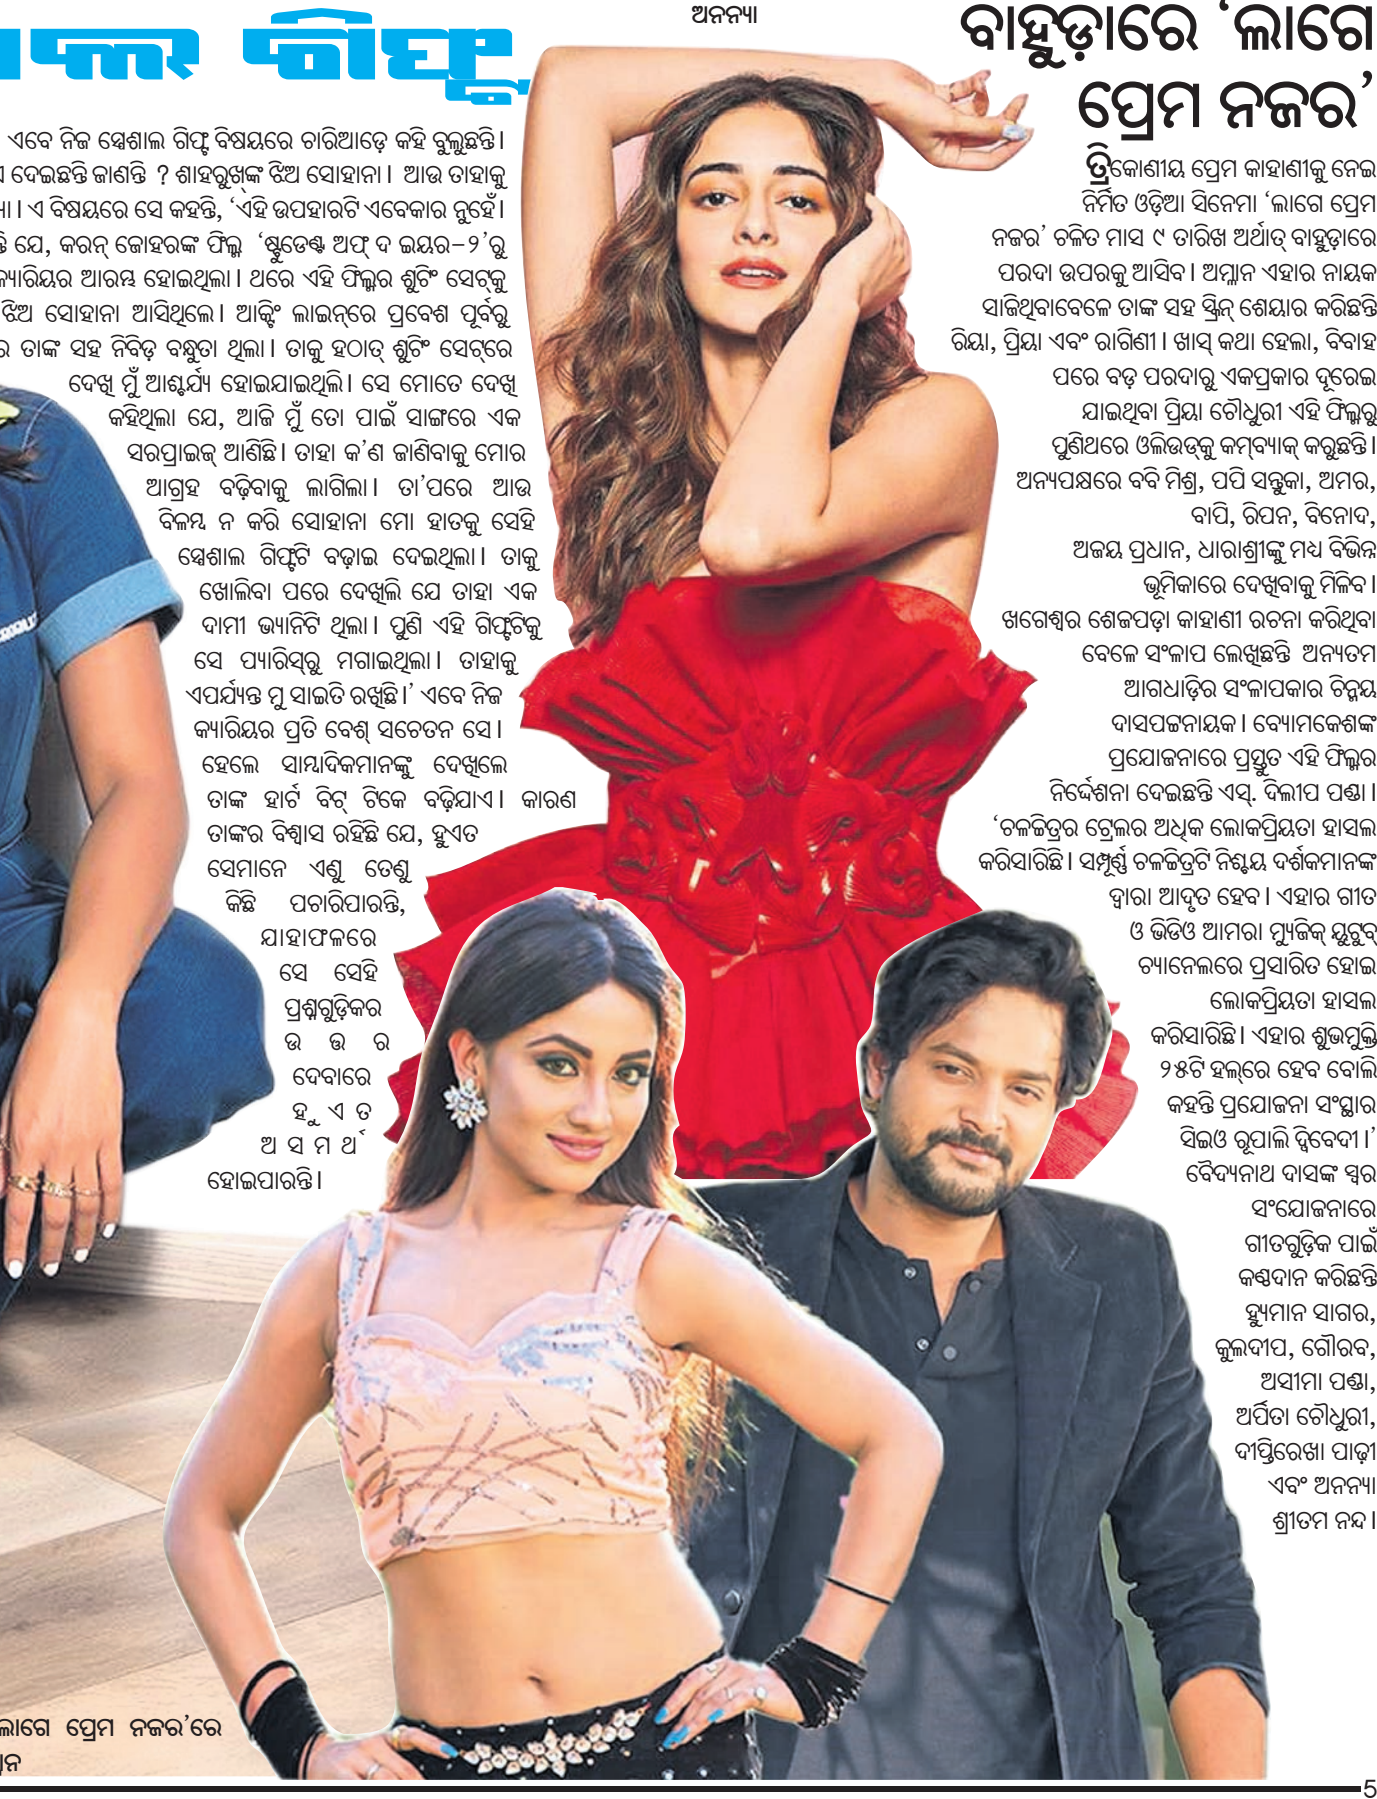 ଅନନ୍ୟା
ଗିଫ୍ଟ
ଏବେ ନିଜ ସ୍ପେଶାଲ ଗିଫ୍ଟ ବିଷୟରେ ଚାରିଆଡ଼େ କହି ବୁଲୁଛନ୍ତି।
ଦେଇଛନ୍ତି ଜାଣନ୍ତି ? ଶାହରୁଖ୍‌ଙ୍କ ଝିଅ ସୋହାନା। ଆଉ ତାହାକୁ
। ଏ ବିଷୟରେ ସେ କହନ୍ତି, ‘ଏହି ଉପହାରଟି ଏବେକାର ନୁହେଁ।
ଯେ, କରନ୍ ଜୋହରଙ୍କ ଫିଲ୍ମ ‘ଷ୍ଟୁଡେଣ୍ଟ ଅଫ୍ ଦ ଇୟର–୨’ରୁ
କ୍ୟାରିୟର ଆରମ୍ଭ ହୋଇଥିଲା। ଥରେ ଏହି ଫିଲ୍ମର ଶୁଟିଂ ସେଟ୍‌କୁ
ଝିଅ ସୋହାନା ଆସିଥିଲେ। ଆକ୍ଟିଂ ଲାଇନ୍‌ରେ ପ୍ରବେଶ ପୂର୍ବରୁ
ତାଙ୍କ ସହ ନିବିଡ଼ ବନ୍ଧୁତା ଥିଲା। ତାକୁ ହଠାତ୍ ଶୁଟିଂ ସେଟ୍‌ରେ
ଦେଖି ମୁଁ ଆଶ୍ଚର୍ଯ୍ୟ ହୋଇଯାଇଥିଲି। ସେ ମୋତେ ଦେଖି
କହିଥିଲା ଯେ, ଆଜି ମୁଁ ତୋ ପାଇଁ ସାଙ୍ଗରେ ଏକ
ସରପ୍ରାଇଜ୍ ଆଣିଛି। ତାହା କ’ଣ ଜାଣିବାକୁ ମୋର
ଆଗ୍ରହ ବଢ଼ିବାକୁ ଲାଗିଲା। ତା’ପରେ ଆଉ
ବିଳମ୍ବ ନ କରି ସୋହାନା ମୋ ହାତକୁ ସେହି
ସ୍ପେଶାଲ ଗିଫ୍ଟଟି ବଢ଼ାଇ ଦେଇଥିଲା। ତାକୁ
ଖୋଲିବା ପରେ ଦେଖିଲି ଯେ ତାହା ଏକ
ଦାମୀ ଭ୍ୟାନିଟି ଥିଲା। ପୁଣି ଏହି ଗିଫ୍ଟଟିକୁ
ସେ ପ୍ୟାରିସ୍‌ରୁ ମଗାଇଥିଲା। ତାହାକୁ
ଏପର୍ଯ୍ୟନ୍ତ ମୁ ସାଇତି ରଖିଛି।’ ଏବେ ନିଜ
କ୍ୟାରିୟର ପ୍ରତି ବେଶ୍ ସଚେତନ ସେ।
ହେଲେ ସାମ୍ବାଦିକମାନଙ୍କୁ ଦେଖିଲେ
ତାଙ୍କ ହାର୍ଟ ବିଟ୍ ଟିକେ ବଢ଼ିଯାଏ। କାରଣ
ତାଙ୍କର ବିଶ୍ୱାସ ରହିଛି ଯେ, ହୁଏତ
ସେମାନେ ଏଣୁ ତେଣୁ
କିଛି ପଚାରିପାରନ୍ତି,
ଯାହାଫଳରେ
ସେ ସେହି
ପ୍ରଶ୍ନଗୁଡ଼ିକର
ଉ ତ୍ତ ର
ଦେବାରେ
ହୁ ଏ ତ
ଅ ସ ମ ର୍ଥ
ହୋଇପାରନ୍ତି।
ବାହୁଡ଼ାରେ ‘ଲାଗେ
ପ୍ରେମ ନଜର’
ତ୍ରିକୋଣୀୟ ପ୍ରେମ କାହାଣୀକୁ ନେଇ
ନିର୍ମିତ ଓଡ଼ିଆ ସିନେମା ‘ଲାଗେ ପ୍ରେମ
ନଜର’ ଚଳିତ ମାସ ୯ ତାରିଖ ଅର୍ଥାତ୍ ବାହୁଡ଼ାରେ
ପରଦା ଉପରକୁ ଆସିବ। ଅମ୍ଳାନ ଏହାର ନାୟକ
ସାଜିଥିବାବେଳେ ତାଙ୍କ ସହ ସ୍କ୍ରିନ୍ ଶେୟାର କରିଛନ୍ତି
ରିୟା, ପ୍ରିୟା ଏବଂ ରାଗିଣୀ। ଖାସ୍ କଥା ହେଲା, ବିବାହ
ପରେ ବଡ଼ ପରଦାରୁ ଏକପ୍ରକାର ଦୂରେଇ
ଯାଇଥିବା ପ୍ରିୟା ଚୌଧୁରୀ ଏହି ଫିଲ୍ମରୁ
ପୁଣିଥରେ ଓଲିଉଡ୍‌କୁ କମ୍‌ବ୍ୟାକ୍ କରୁଛନ୍ତି।
ଅନ୍ୟପକ୍ଷରେ ବବି ମିଶ୍ର, ପପି ସନ୍ତୁକା, ଅମର,
ବାପି, ରିପନ, ବିନୋଦ,
ଅଜୟ ପ୍ରଧାନ, ଧାରାଶ୍ରୀଙ୍କୁ ମଧ୍ୟ ବିଭିନ୍ନ
ଭୂମିକାରେ ଦେଖିବାକୁ ମିଳିବ।
ଖଗେଶ୍ୱର ଶେଜପଡ଼ା କାହାଣୀ ରଚନା କରିଥିବା
ବେଳେ ସଂଳାପ ଲେଖିଛନ୍ତି ଅନ୍ୟତମ
ଆଗଧାଡ଼ିର ସଂଳାପକାର ଚିନ୍ମୟ
ଦାସପଟ୍ଟନାୟକ। ବ୍ୟୋମକେଶଙ୍କ
ପ୍ରଯୋଜନାରେ ପ୍ରସ୍ତୁତ ଏହି ଫିଲ୍ମର
ନିର୍ଦ୍ଦେଶନା ଦେଇଛନ୍ତି ଏସ୍. ଦିଲୀପ ପଣ୍ଡା।
‘ଚଳଚ୍ଚିତ୍ରର ଟ୍ରେଲର ଅଧିକ ଲୋକପ୍ରିୟତା ହାସଲ
କରିସାରିଛି। ସମ୍ପୂର୍ଣ୍ଣ ଚଳଚ୍ଚିତ୍ରଟି ନିଶ୍ଚୟ ଦର୍ଶକମାନଙ୍କ
ଦ୍ୱାରା ଆଦୃତ ହେବ। ଏହାର ଗୀତ
ଓ ଭିଡିଓ ଆମାରା ମ୍ୟୁଜିକ୍ ୟୁଟୁବ୍
ଚ୍ୟାନେଲରେ ପ୍ରସାରିତ ହୋଇ
ଲୋକପ୍ରିୟତା ହାସଲ
କରିସାରିଛି। ଏହାର ଶୁଭମୁକ୍ତି
୨୫ଟି ହଲ୍‌ରେ ହେବ ବୋଲି
କହନ୍ତି ପ୍ରଯୋଜନା ସଂସ୍ଥାର
ସିଇଓ ରୂପାଲି ଦ୍ୱିବେଦୀ।’
ବୈଦ୍ୟନାଥ ଦାସଙ୍କ ସ୍ୱର
ସଂଯୋଜନାରେ
ଗୀତଗୁଡ଼ିକ ପାଇଁ
କଣ୍ଠଦାନ କରିଛନ୍ତି
ହ୍ୟୁମାନ ସାଗର,
କୁଲଦୀପ, ଗୌରବ,
ଅସୀମା ପଣ୍ଡା,
ଅର୍ପିତା ଚୌଧୁରୀ,
ଦୀପ୍ତିରେଖା ପାଢ଼ୀ
ଏବଂ ଅନନ୍ୟା
ଶ୍ରୀତମ ନନ୍ଦ।
ଲାଗେ ପ୍ରେମ ନଜର’ରେ
5